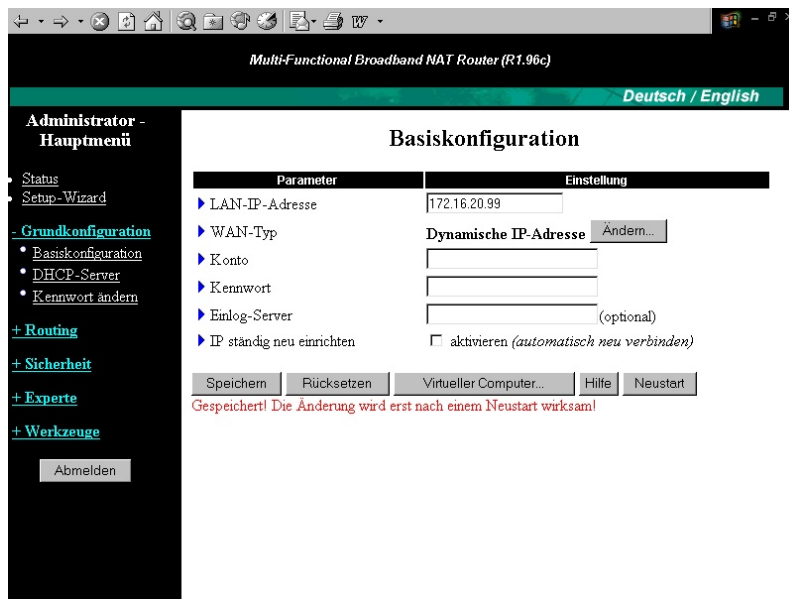 Multi-Functional Broadband NAT Router (R1.96c)
Deutsch / English
Administrator -
Hauptmenü
Status
Setup-Wizard
- Grundkonfiguration
Basiskonfiguration
DHCP-Server
Kennwort ändern
+ Routing
+ Sicherheit
+ Experte
+ Werkzeuge
Abmelden
Basiskonfiguration
Parameter Einstellung
LAN-IP-Adresse 172.16.20.99
WAN-Typ Dynamische IP-Adresse Ändern...
Konto
Kennwort
Einlog-Server (optional)
IP ständig neu einrichten aktivieren (automatisch neu verbinden)
Speichern Rücksetzen Virtueller Computer... Hilfe Neustart
Gespeichert! Die Änderung wird erst nach einem Neustart wirksam!